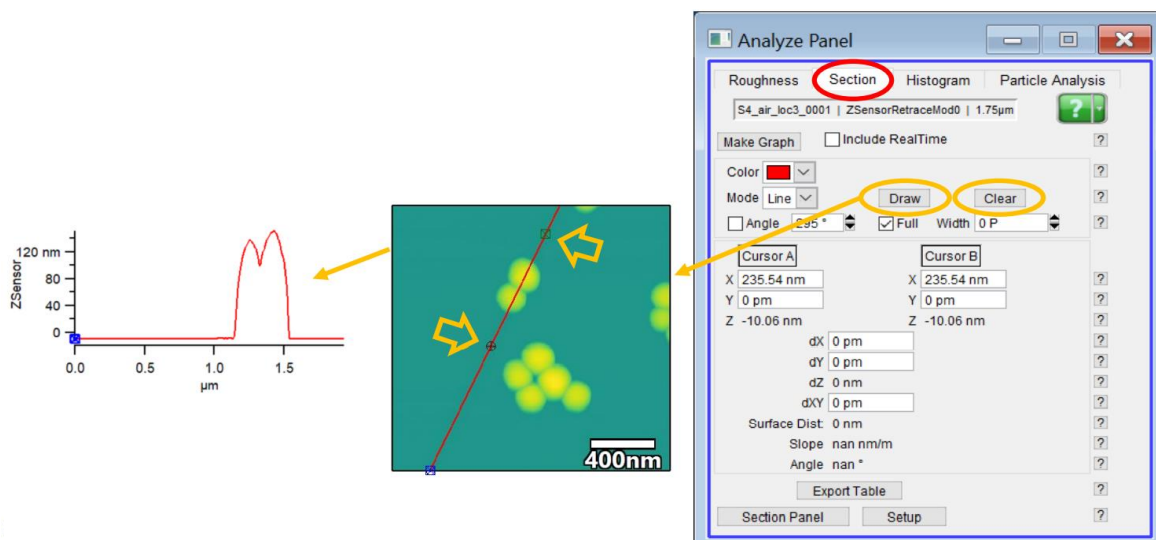 ZSensor
120 nm
80
40
0
0.0 0.5 1.0 1.5
µm
400nm
Analyze Panel
Roughness Section Histogram Particle Analysis
S4_air_loc3_0001 | ZSensorRetraceMod0 | 1.75µm
?
Make Graph Include RealTime ?
Color ?
Mode Line Draw Clear ?
Angle 295 ° Full Width 0 P ?
Cursor A Cursor B
X 235.54 nm X 235.54 nm ?
Y 0 pm Y 0 pm ?
Z -10.06 nm Z -10.06 nm ?
dX 0 pm ?
dY 0 pm ?
dZ 0 nm ?
dXY 0 pm ?
Surface Dist: 0 nm ?
Slope nan nm/m ?
Angle nan ° ?
Export Table ?
Section Panel Setup ?